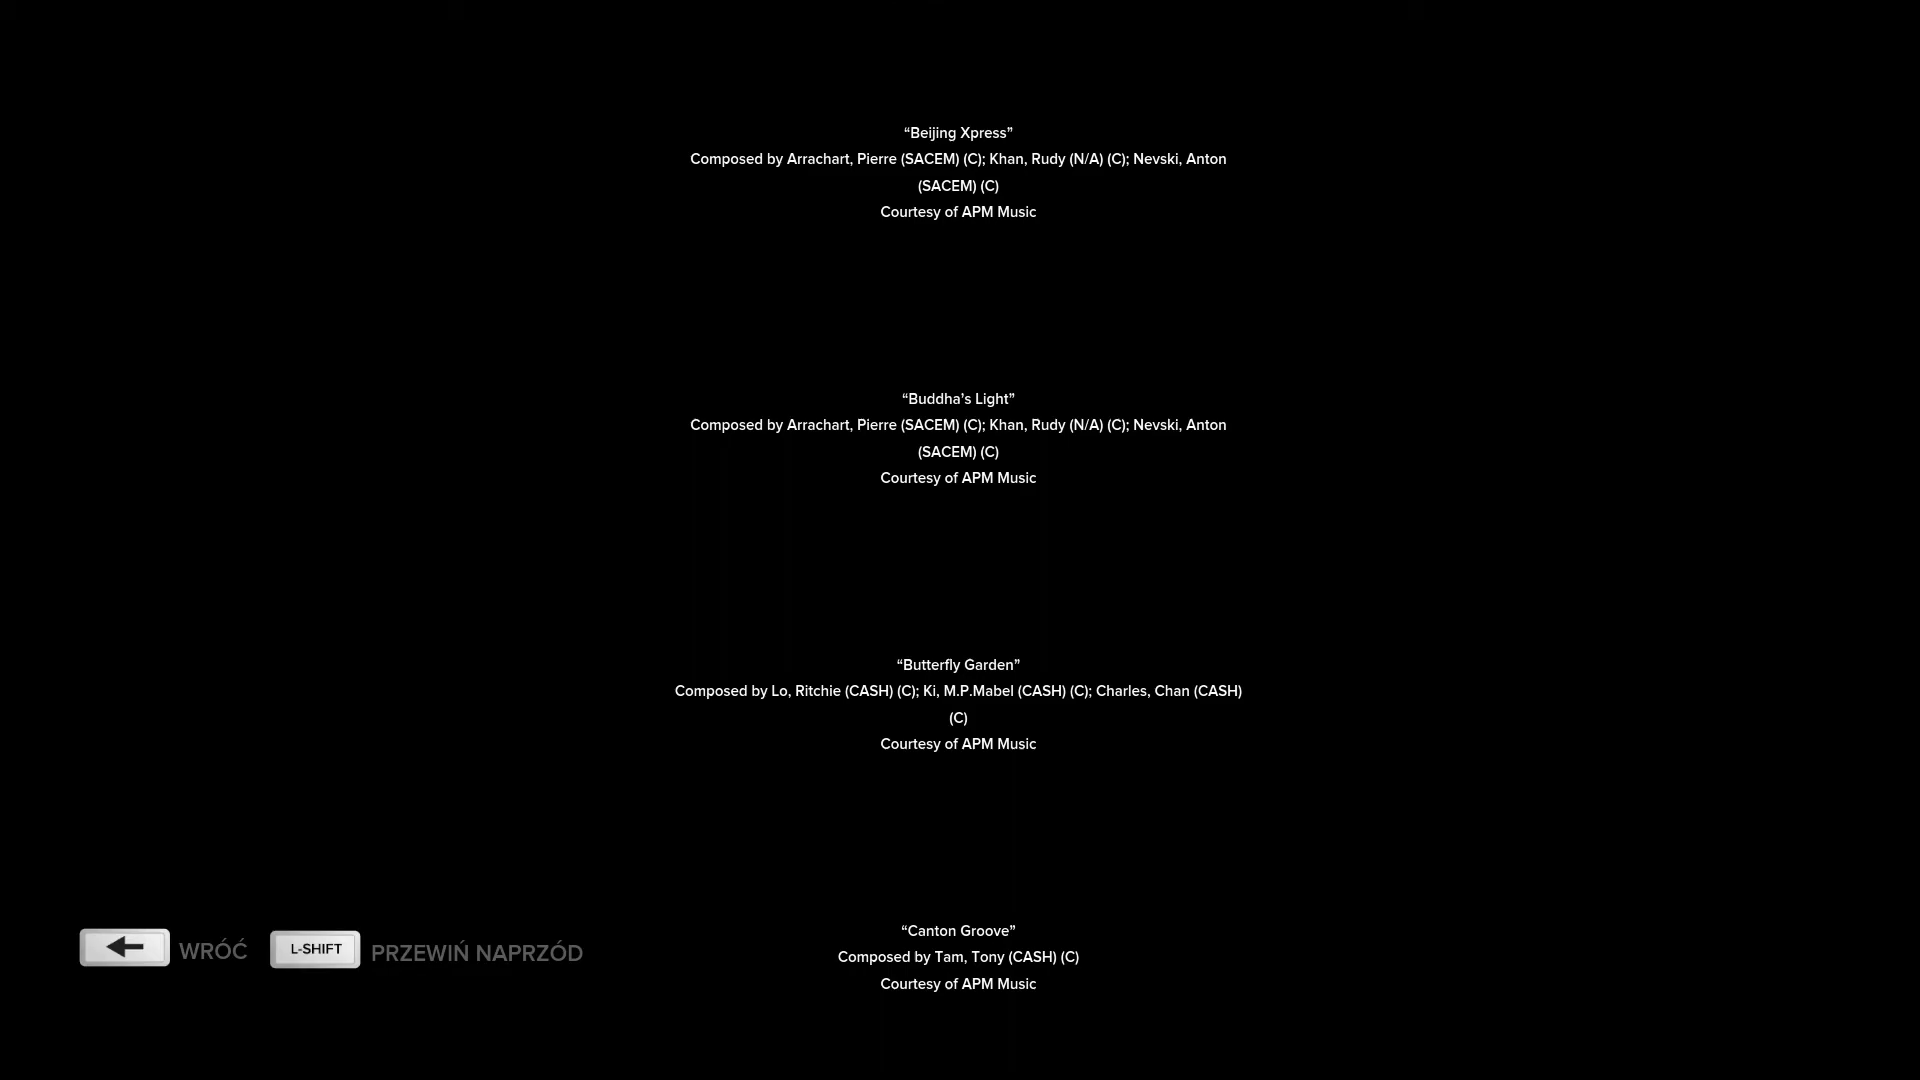 “Beijing Xpress”
Composed by Arrachart, Pierre (SACEM) (C); Khan, Rudy (N/A) (C); Nevski, Anton
(SACEM) (C)
Courtesy of APM Music
“Buddha’s Light”
Composed by Arrachart, Pierre (SACEM) (C); Khan, Rudy (N/A) (C); Nevski, Anton
(SACEM) (C)
Courtesy of APM Music
“Butterfly Garden”
Composed by Lo, Ritchie (CASH) (C); Ki, M.P.Mabel (CASH) (C); Charles, Chan (CASH)
(C)
Courtesy of APM Music
“Canton Groove”
Composed by Tam, Tony (CASH) (C)
Courtesy of APM Music
WRÓĆ
L-SHIFT
PRZEWIŃ NAPRZÓD